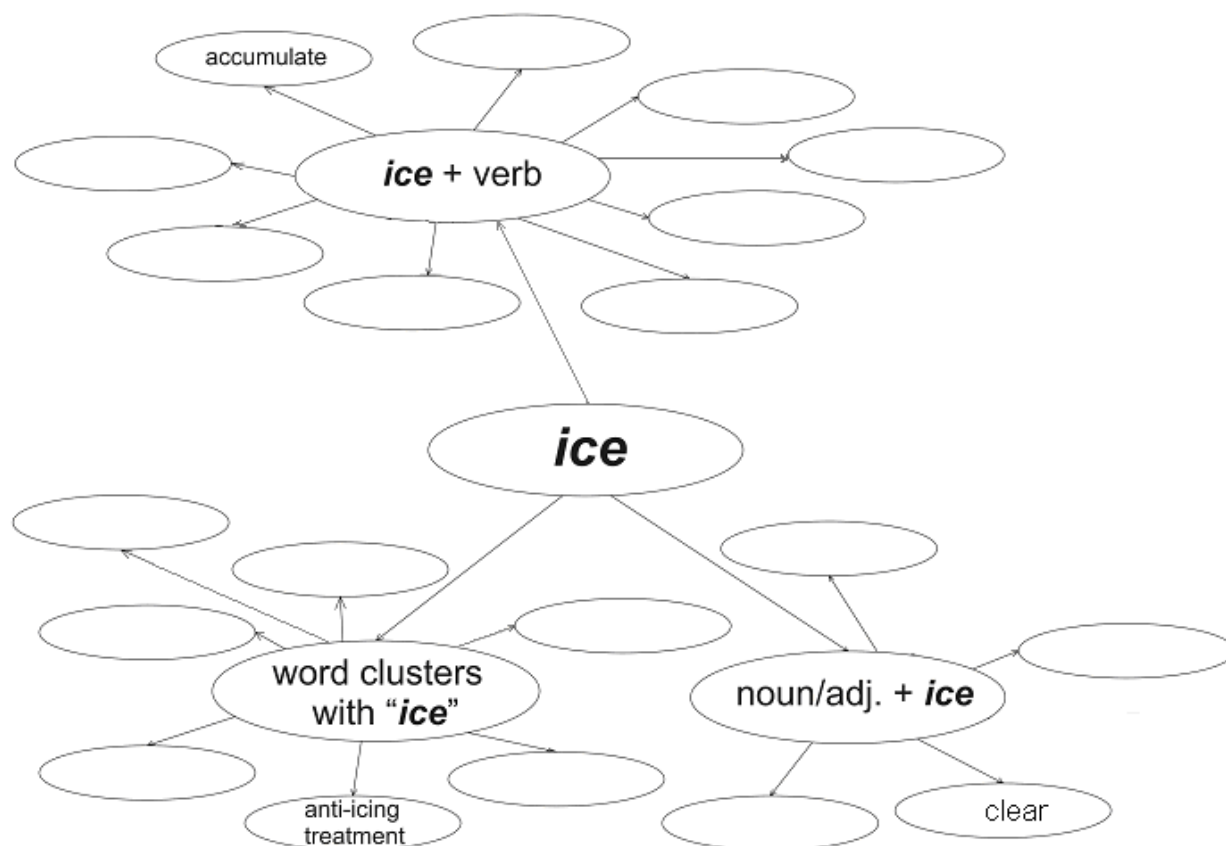 accumulate
ice + verb
ice
word clusters
with “ice”
anti-icing
treatment
noun/adj. + ice
clear